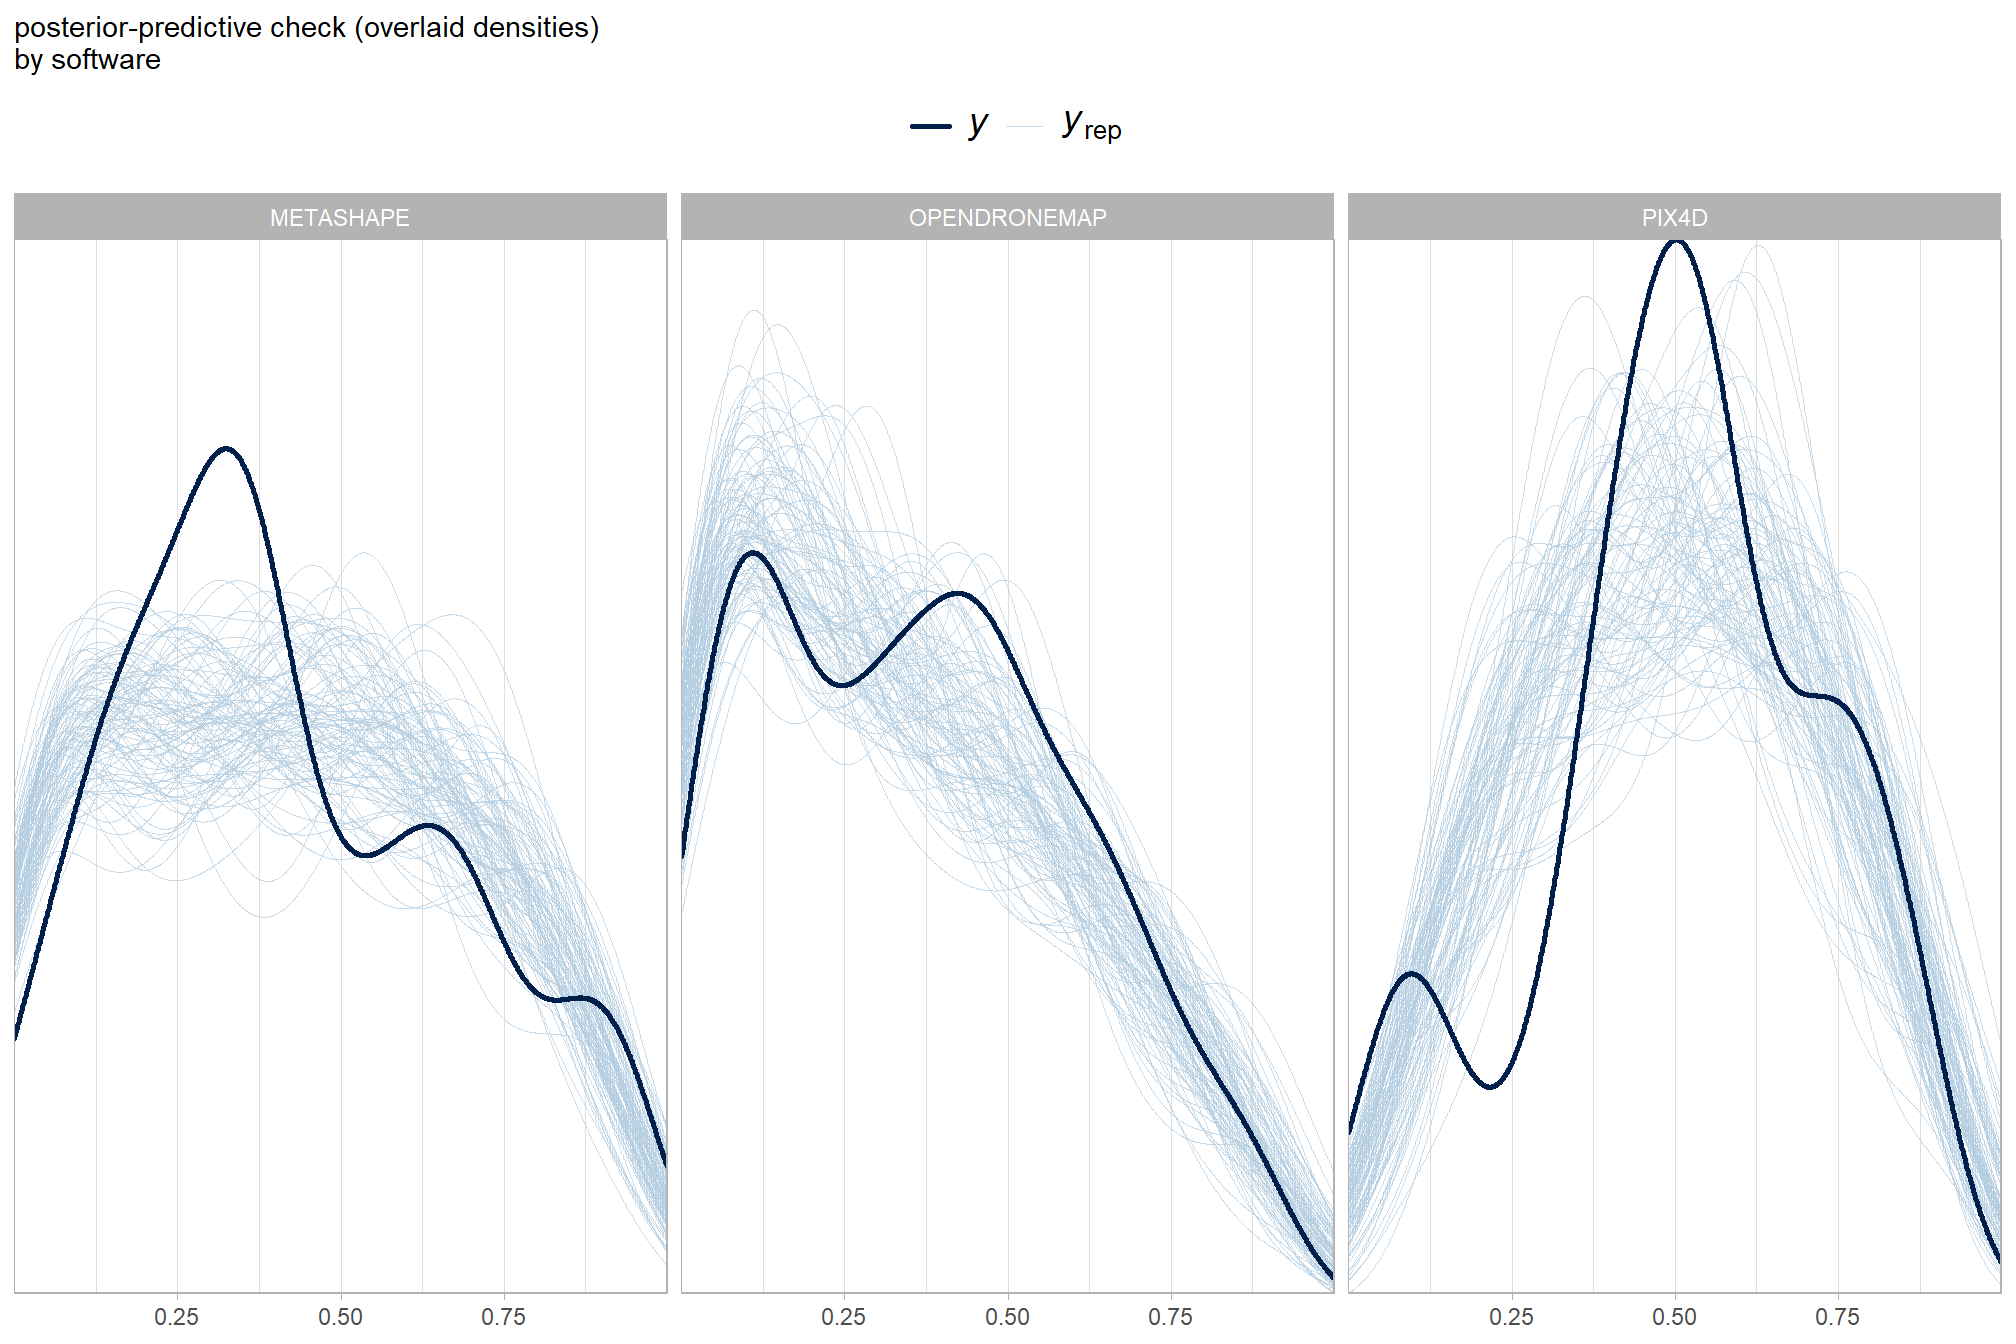 posterior-predictive check (overlaid densities)
by software
y y rep
METASHAPE OPENDRONEMAP PIX4D
0.25 0.50 0.75 0.25 0.50 0.75 0.25 0.50 0.75